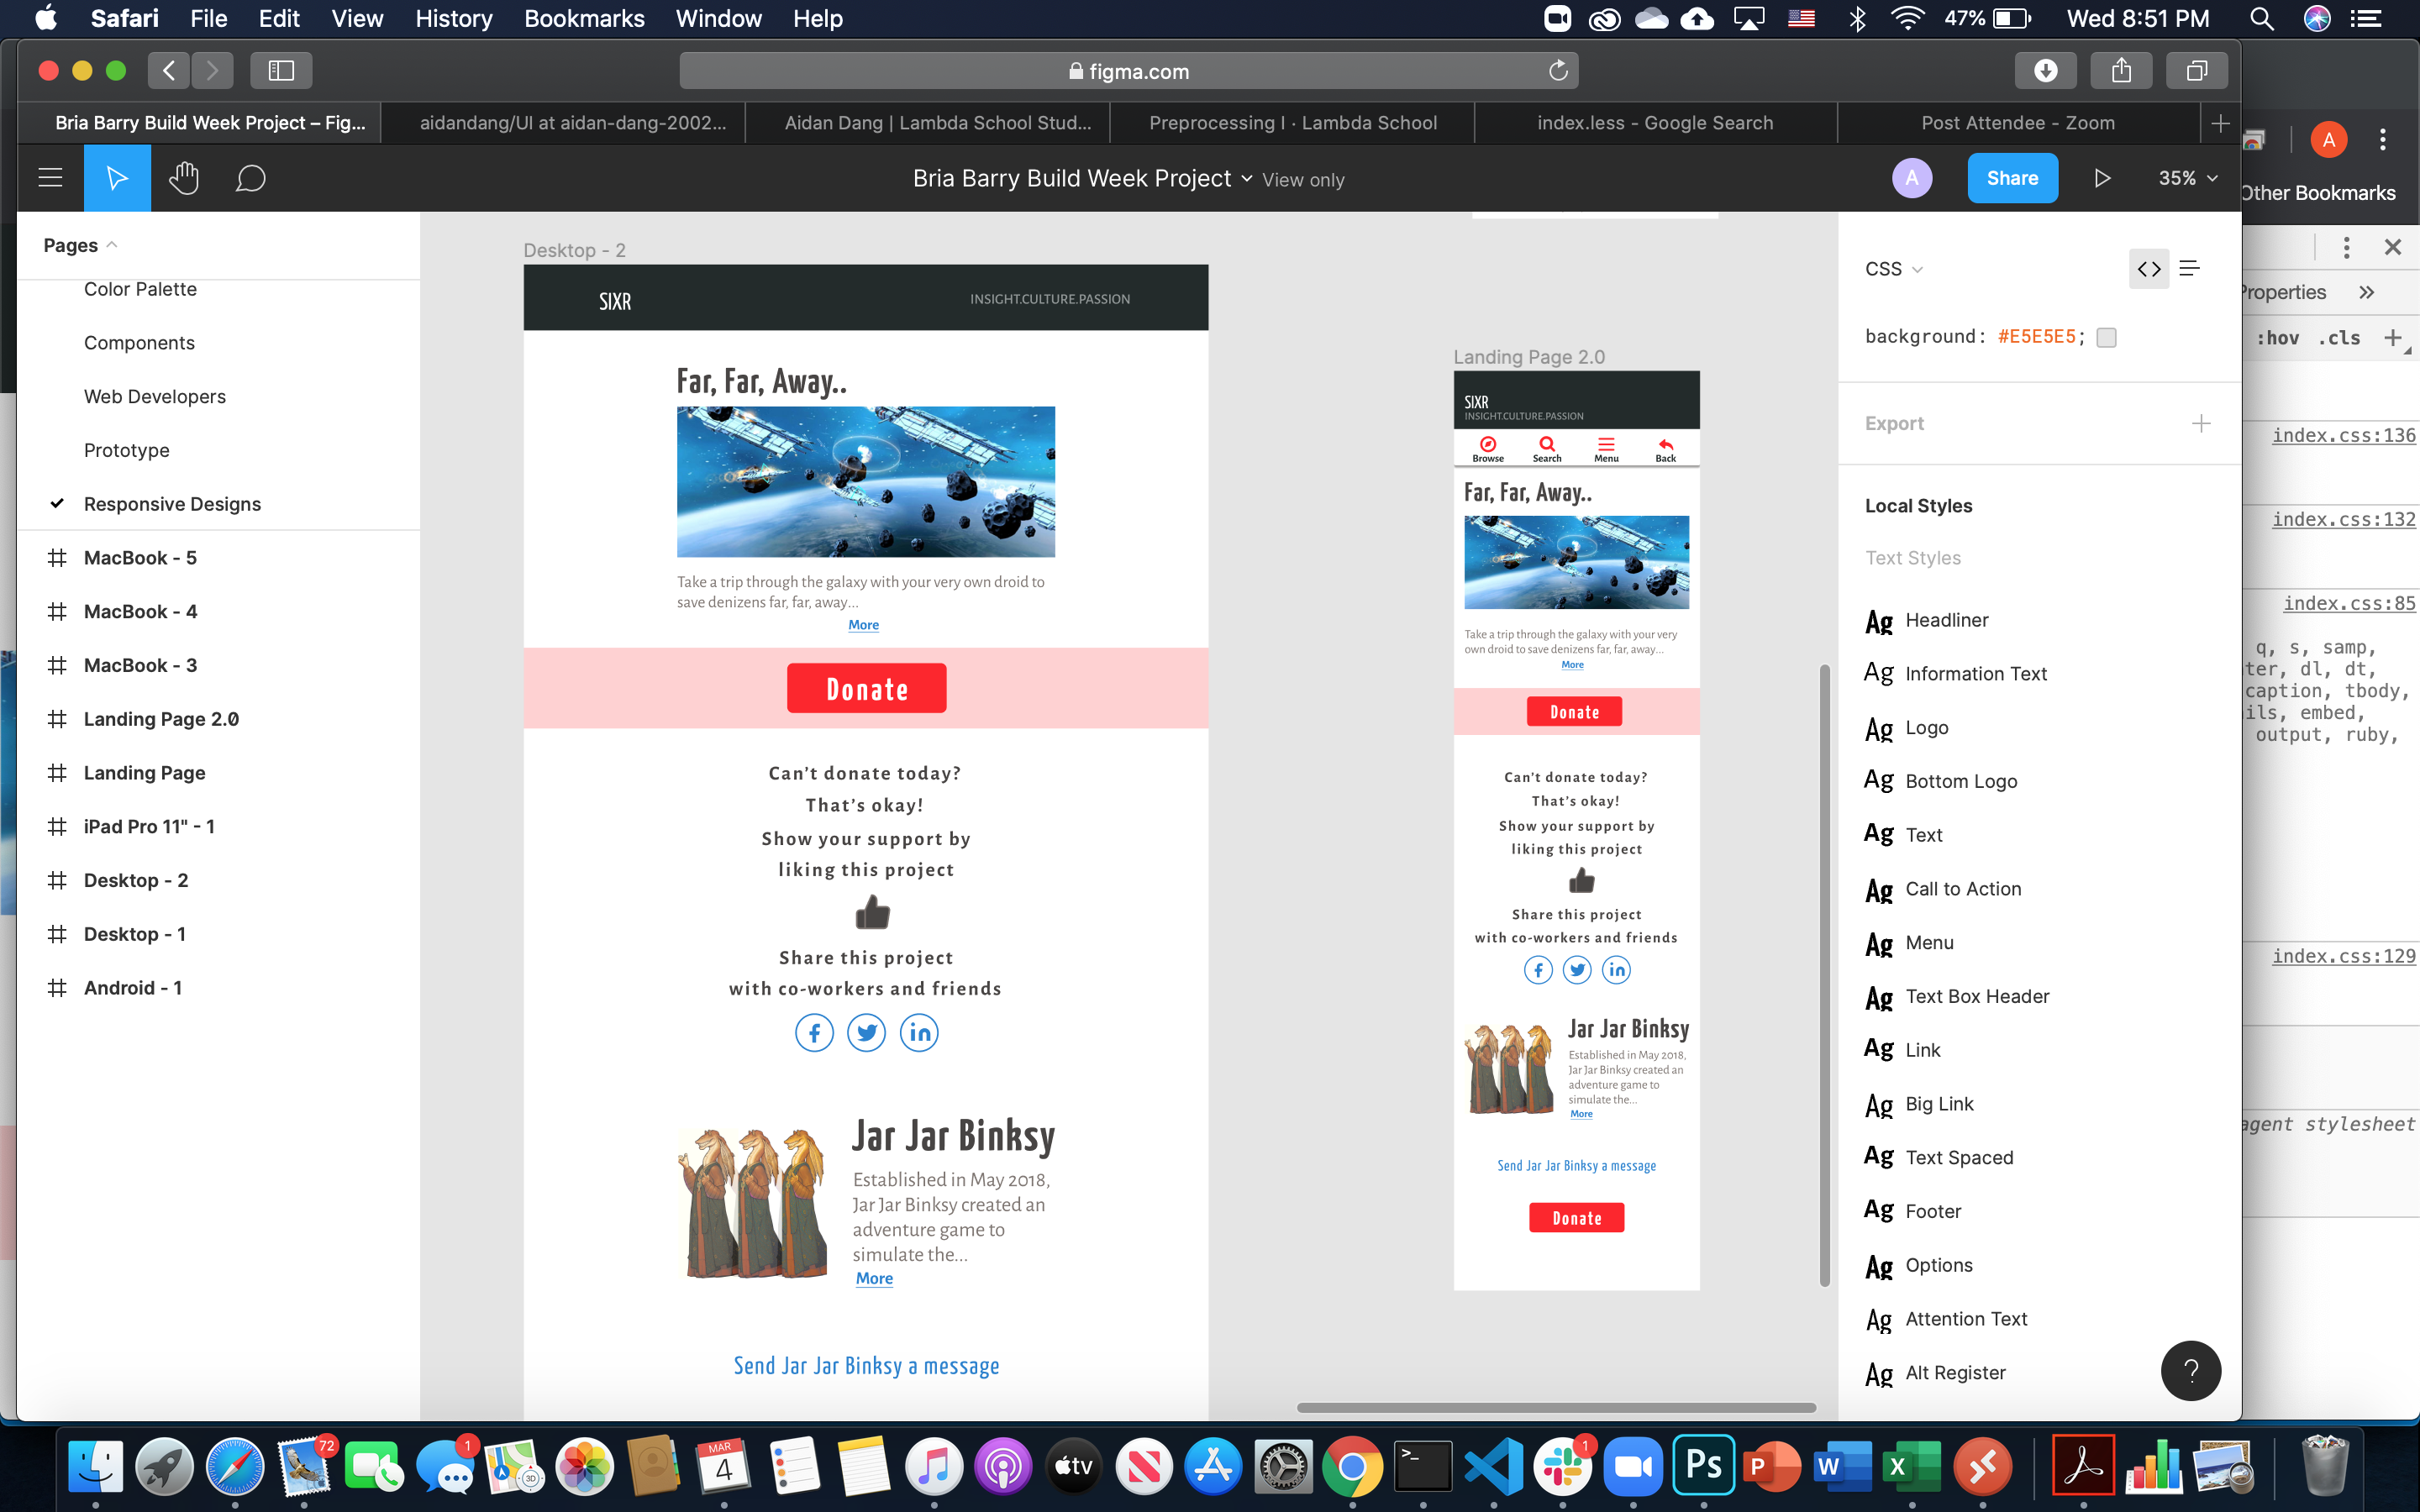 Safari File Edit View History Bookmarks Window Help
47% Wed 8:51 PM
figma.com
Bria Barry Build Week Project – Fig...
aidandang/UI at aidan-dang-2002...
Aidan Dang | Lambda School Stud...
Preprocessing I · Lambda School
index.less - Google Search
Post Attendee - Zoom
A
Bria Barry Build Week Project View only
A
Share
35%
Other Bookmarks
Pages
Color Palette
Components
Web Developers
Prototype
Responsive Designs
MacBook - 5
MacBook - 4
MacBook - 3
Landing Page 2.0
Landing Page
iPad Pro 11" - 1
Desktop - 2
Desktop - 1
Android - 1
Desktop - 2
SIXR
INSIGHT.CULTURE.PASSION
Far, Far, Away..
Take a trip through the galaxy with your very own droid to
save denizens far, far, away...
More
Donate
Can't donate today?
That's okay!
Show your support by
liking this project
Share this project
with co-workers and friends
Jar Jar Binksy
Established in May 2018,
Jar Jar Binksy created an
adventure game to
simulate the...
More
Send Jar Jar Binksy a message
Landing Page 2.0
SIXR
INSIGHT.CULTURE.PASSION
Browse Search Menu Back
Far, Far, Away..
Take a trip through the galaxy with your very
own droid to save denizens far, far, away...
More
Donate
Can't donate today?
That's okay!
Show your support by
liking this project
Share this project
with co-workers and friends
Jar Jar Binksy
Established in May 2018,
Jar Jar Binksy created an
adventure game to
simulate the...
More
Send Jar Jar Binksy a message
Donate
CSS
background: #E5E5E5;
Export
Local Styles
Text Styles
Ag Headliner
Ag Information Text
Ag Logo
Ag Bottom Logo
Ag Text
Ag Call to Action
Ag Menu
Ag Text Box Header
Ag Link
Ag Big Link
Ag Text Spaced
Ag Footer
Ag Options
Ag Attention Text
Ag Alt Register
?
Properties
:hov .cls
index.css:136
index.css:132
index.css:85
q, s, samp,
ter, dl, dt,
caption, tbody,
ils, embed,
output, ruby,
index.css:129
agent stylesheet
72
1
3D
MAR
4
tv
1
Ps
P
W
X